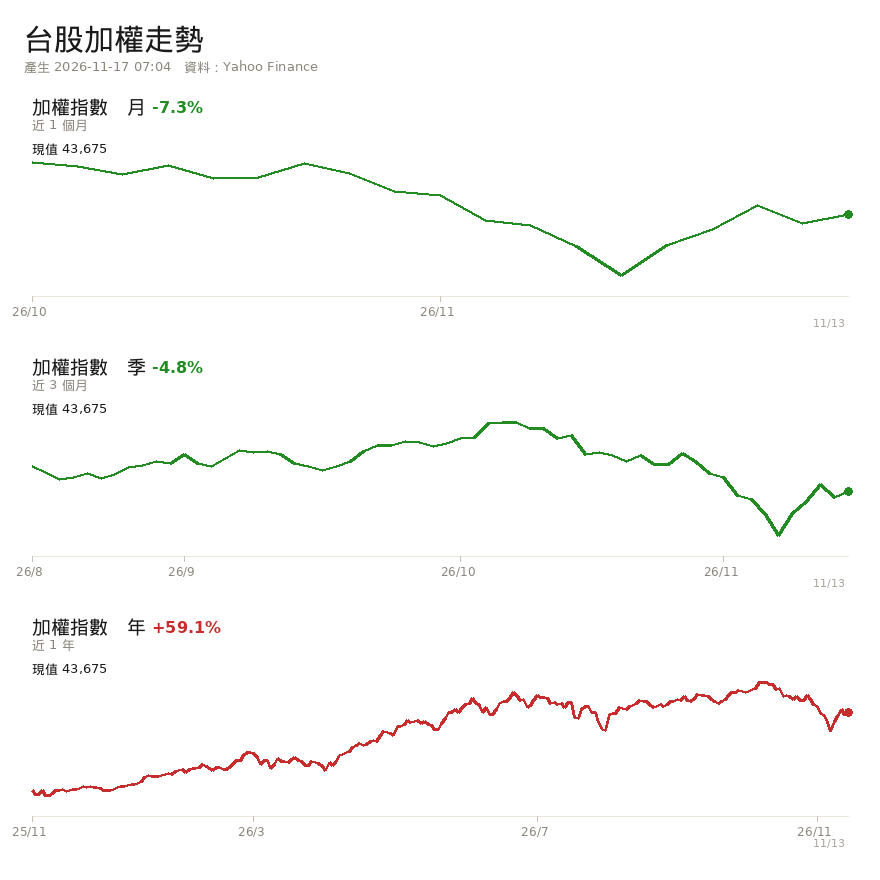 台股加權走勢
產生 2026-11-17 07:04 資料：Yahoo Finance
加權指數 月 -7.3%
近 1 個月
現值 43,675
26/10 26/11
11/13
加權指數 季 -4.8%
近 3 個月
現值 43,675
26/8 26/9 26/10 26/11
11/13
加權指數 年 +59.1%
近 1 年
現值 43,675
25/11 26/3 26/7 26/11
11/13